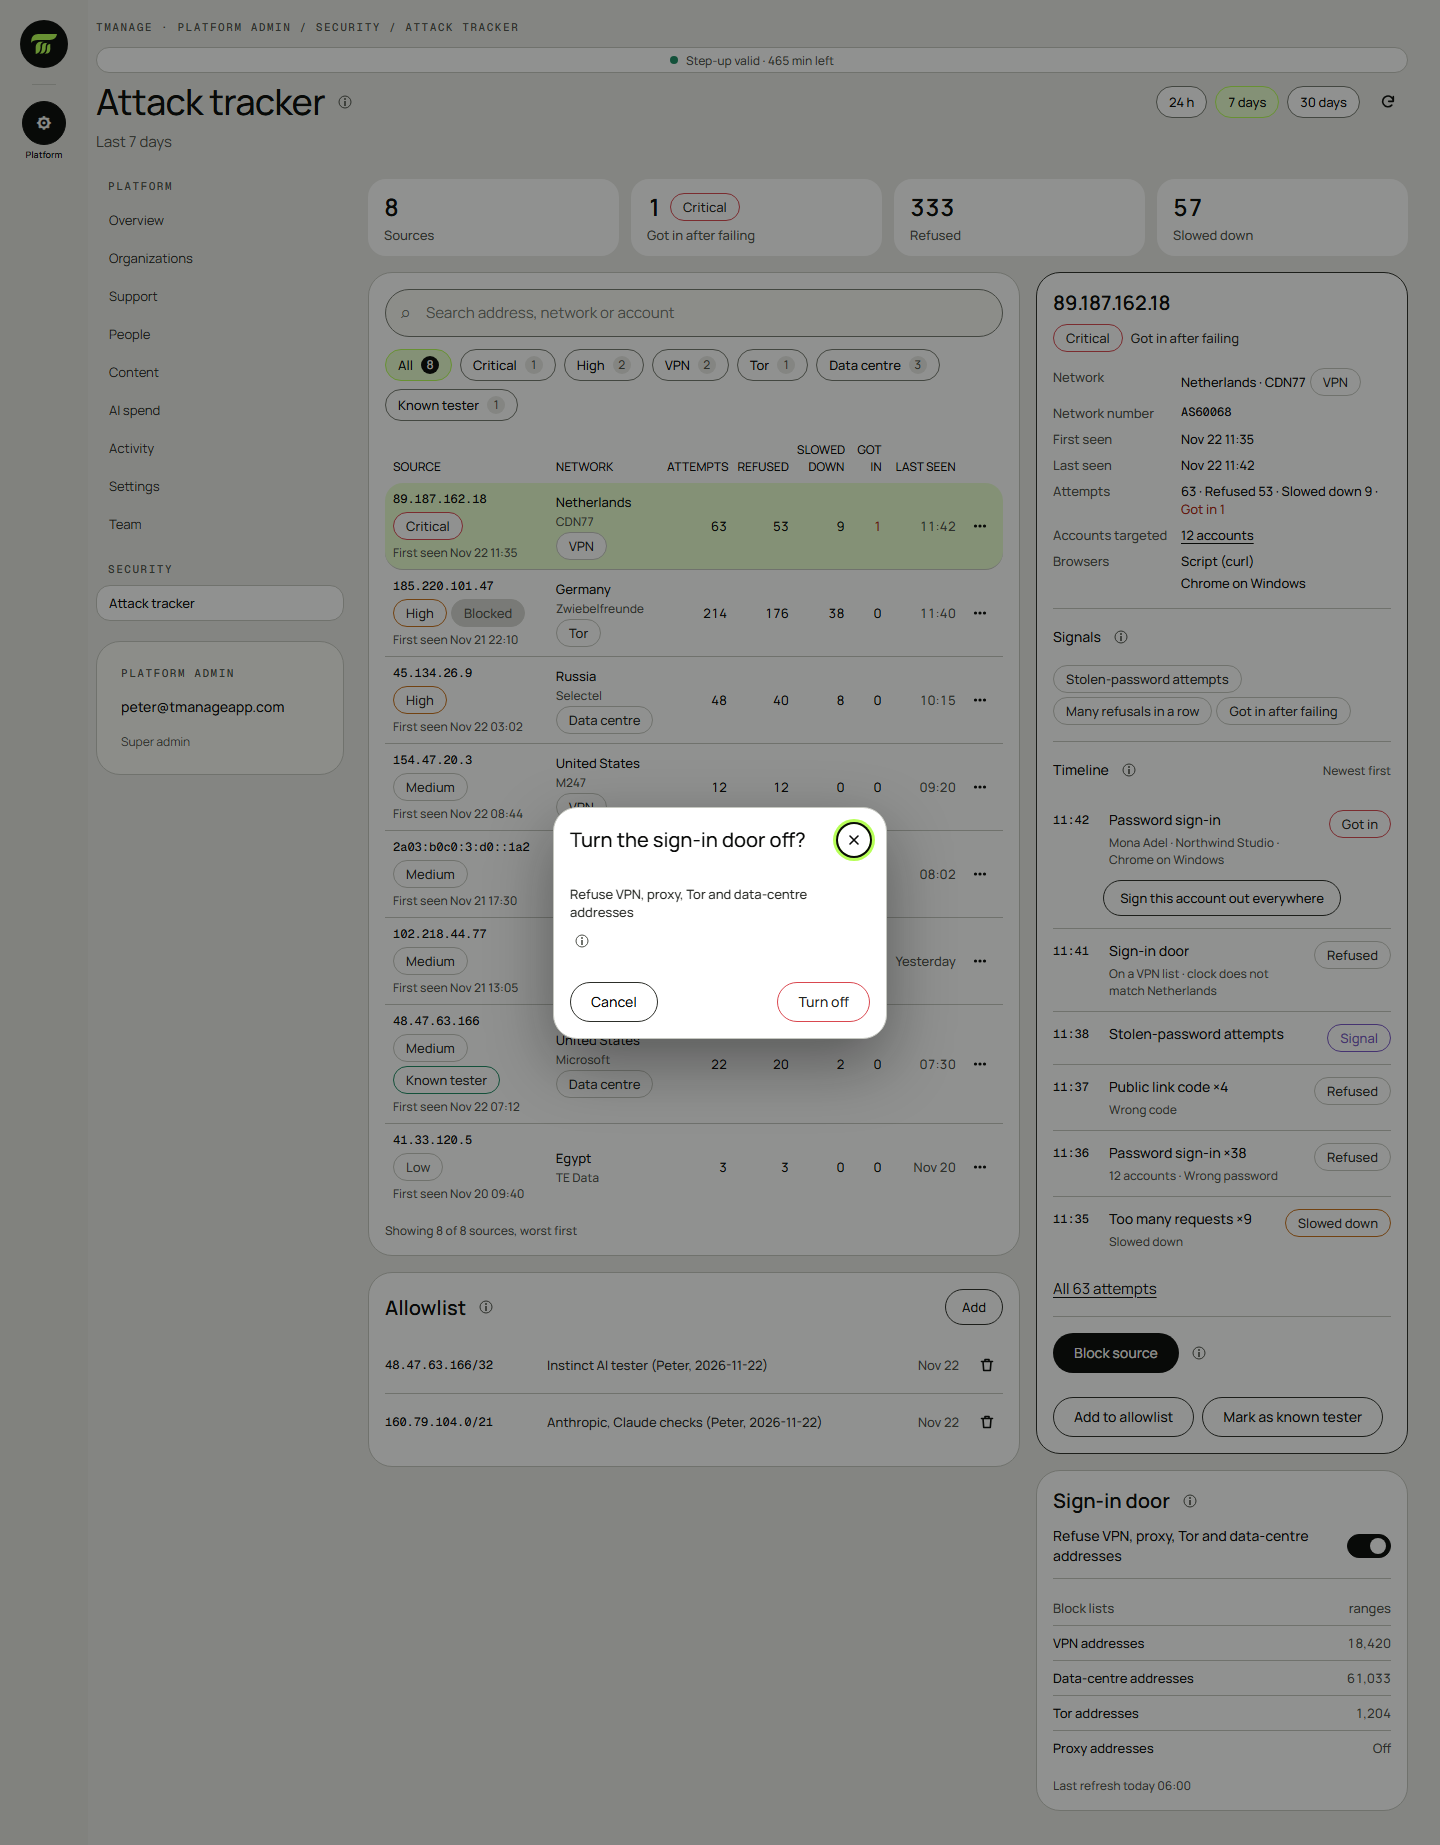 TMANAGE · PLATFORM ADMIN / SECURITY / ATTACK TRACKER
Step-up valid · 465 min left
Attack tracker
24 h
7 days
30 days
Last 7 days
Platform
PLATFORM
Overview
Organizations
Support
People
Content
AI spend
Activity
Settings
Team
SECURITY
Attack tracker
PLATFORM ADMIN
peter@tmanageapp.com
Super admin
8
Sources
1 Critical
Got in after failing
333
Refused
57
Slowed down
Search address, network or account
All 8
Critical 1
High 2
VPN 2
Tor 1
Data centre 3
Known tester 1
SOURCE NETWORK ATTEMPTS REFUSED SLOWED DOWN GOT IN LAST SEEN
89.187.162.18
Critical
First seen Nov 22 11:35
Netherlands
CDN77
VPN
63 53 9 1 11:42
185.220.101.47
High Blocked
First seen Nov 21 22:10
Germany
Zwiebelfreunde
Tor
214 176 38 0 11:40
45.134.26.9
High
First seen Nov 22 03:02
Russia
Selectel
Data centre
48 40 8 0 10:15
154.47.20.3
Medium
First seen Nov 22 08:44
United States
M247
VPN
12 12 0 0 09:20
2a03:b0c0:3:d0::1a2
Medium
First seen Nov 21 17:30
08:02
102.218.44.77
Medium
First seen Nov 21 13:05
Yesterday
48.47.63.166
Medium
Known tester
First seen Nov 22 07:12
United States
Microsoft
Data centre
22 20 2 0 07:30
41.33.120.5
Low
First seen Nov 20 09:40
Egypt
TE Data
3 3 0 0 Nov 20
Showing 8 of 8 sources, worst first
Turn the sign-in door off?
Refuse VPN, proxy, Tor and data-centre
addresses
Cancel
Turn off
Allowlist
Add
48.47.63.166/32 Instinct AI tester (Peter, 2026-11-22) Nov 22
160.79.104.0/21 Anthropic, Claude checks (Peter, 2026-11-22) Nov 22
89.187.162.18
Critical Got in after failing
Network Netherlands · CDN77 VPN
Network number AS60068
First seen Nov 22 11:35
Last seen Nov 22 11:42
Attempts 63 · Refused 53 · Slowed down 9 ·
Got in 1
Accounts targeted 12 accounts
Browsers Script (curl)
Chrome on Windows
Signals
Stolen-password attempts
Many refusals in a row
Got in after failing
Timeline
Newest first
11:42 Password sign-in Got in
Mona Adel · Northwind Studio ·
Chrome on Windows
Sign this account out everywhere
11:41 Sign-in door Refused
On a VPN list · clock does not
match Netherlands
11:38 Stolen-password attempts Signal
11:37 Public link code ×4 Refused
Wrong code
11:36 Password sign-in ×38 Refused
12 accounts · Wrong password
11:35 Too many requests ×9 Slowed down
Slowed down
All 63 attempts
Block source
Add to allowlist
Mark as known tester
Sign-in door
Refuse VPN, proxy, Tor and data-centre
addresses
Block lists ranges
VPN addresses 18,420
Data-centre addresses 61,033
Tor addresses 1,204
Proxy addresses Off
Last refresh today 06:00